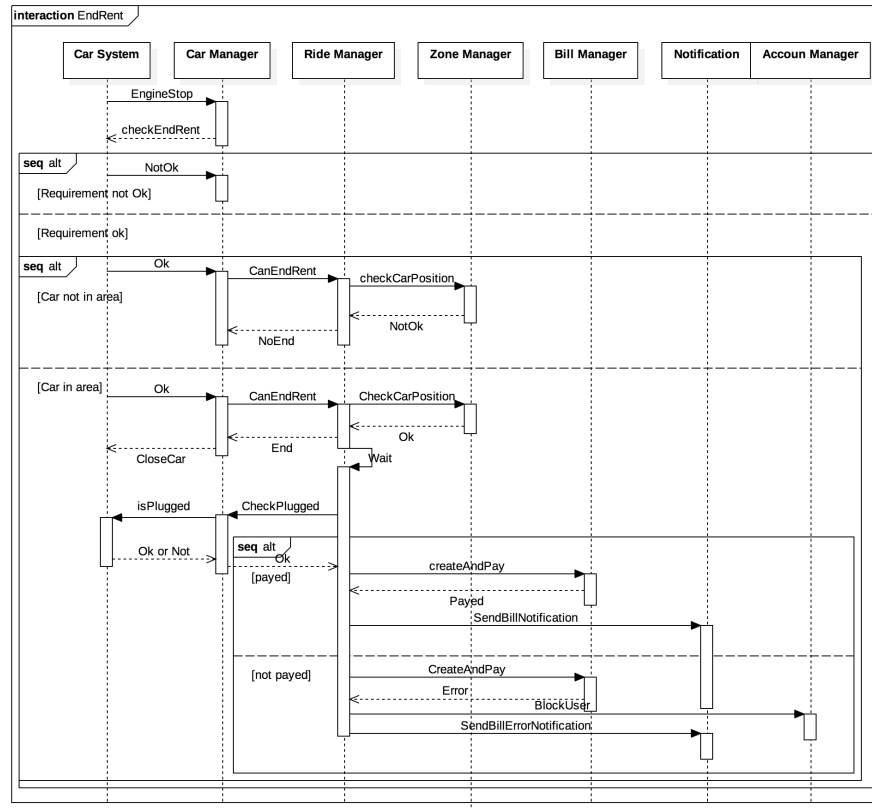 interaction EndRent
Car System
Car Manager
Ride Manager
Zone Manager
Bill Manager
Notification
Accoun Manager
EngineStop
checkEndRent
seq alt
NotOk
[Requirement not Ok]
[Requirement ok]
seq alt
Ok
CanEndRent
checkCarPosition
[Car not in area]
NotOk
NoEnd
[Car in area]
Ok
CanEndRent
CheckCarPosition
Ok
End
CloseCar
Wait
isPlugged
CheckPlugged
seq alt
Ok or Not
Ok
[payed]
createAndPay
Payed
SendBillNotification
[not payed]
CreateAndPay
Error
BlockUser
SendBillErrorNotification